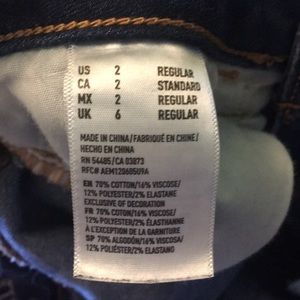 US 2 REGULAR
CA 2 STANDARD
MX 2 REGULAR
UK 6 REGULAR
MADE IN CHINA/FABRIQUÉ EN CHINE/
HECHO EN CHINA
RN 54485/CA 03873
RFC# AEM120605U9A
EN 70% COTTON/16% VISCOSE/
12% POLYESTER/2% ELASTANE
EXCLUSIVE OF DECORATION
FR 70% COTON/16% VISCOSE/
12% POLYESTER/2% ÉLASTHANNE
À L'EXCEPTION DE LA GARNITURE
SP 70% ALGODÓN/16% VISCOSA/
12% POLIÉSTER/2% ELASTANO